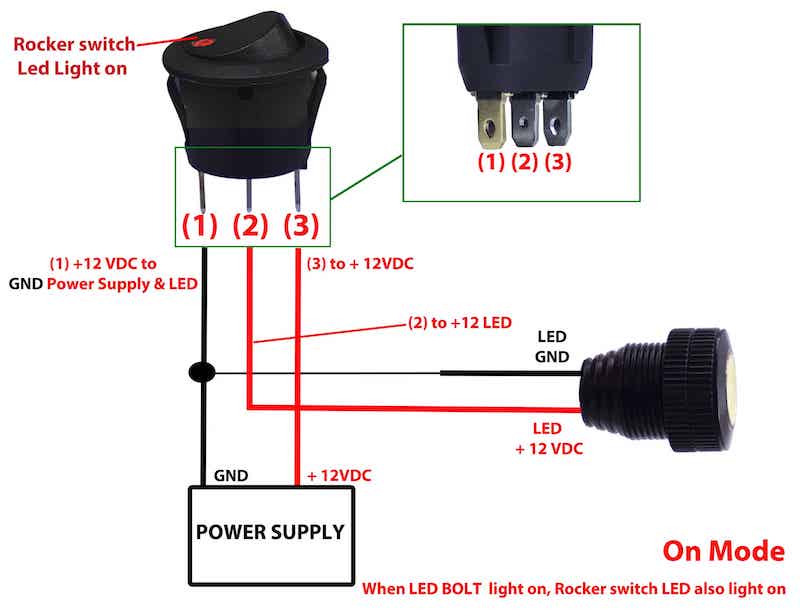 Rocker switch
Led Light on
(1) (2) (3)
(1) (2) (3)
(1) +12 VDC to
GND Power Supply & LED
(3) to + 12VDC
(2) to +12 LED
LED
GND
LED
+ 12 VDC
GND
+ 12VDC
POWER SUPPLY
On Mode
When LED BOLT light on, Rocker switch LED also light on